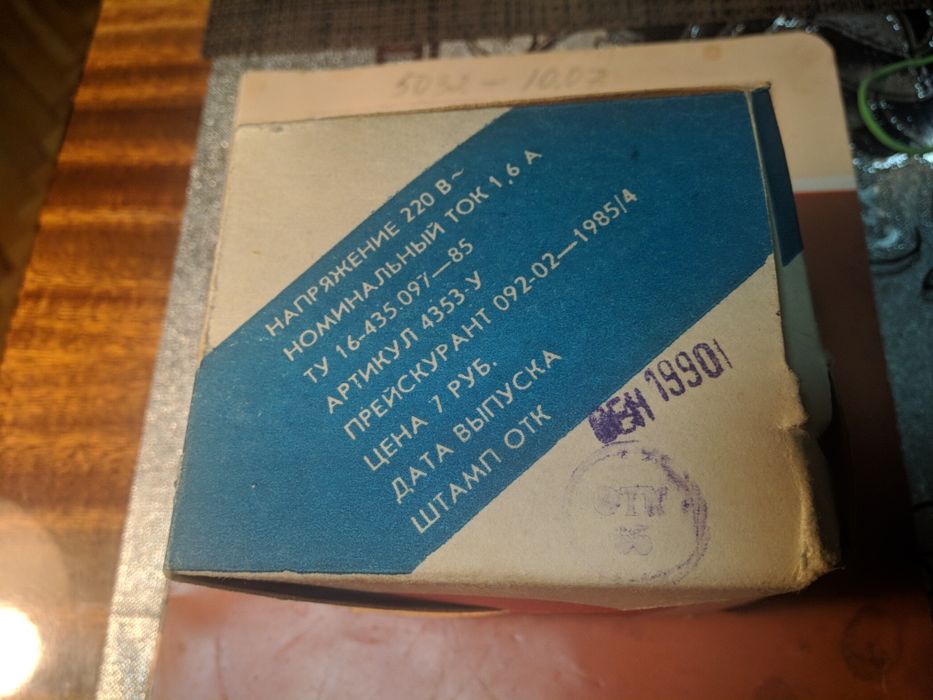 НАПРЯЖЕНИЕ 220 В~
НОМИНАЛЬНЫЙ ТОК 1,6 А
ТУ 16-435.097—85
АРТИКУЛ 4353 У
ПРЕЙСКУРАНТ 092-02—1985/4
ЦЕНА 7 РУБ.
ДАТА ВЫПУСКА
1990
ШТАМП ОТК
ОТК